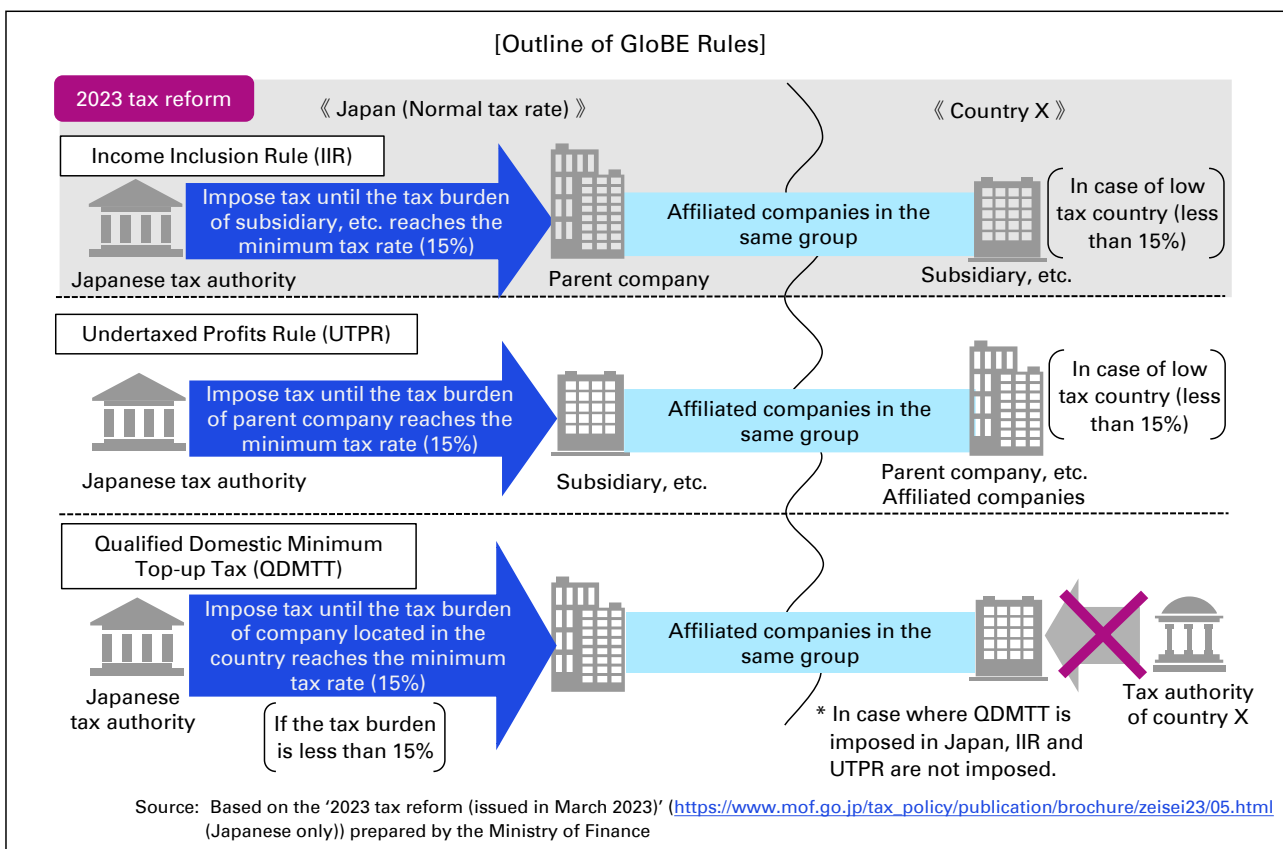 [Outline of GloBE Rules]
2023 tax reform
《 Japan (Normal tax rate) 》
《 Country X 》
Income Inclusion Rule (IIR)
Impose tax until the tax burden
of subsidiary, etc. reaches the
minimum tax rate (15%)
Japanese tax authority
Parent company
Affiliated companies in the
same group
Subsidiary, etc.
In case of low
tax country (less
than 15%)
Undertaxed Profits Rule (UTPR)
Impose tax until the tax burden
of parent company reaches the
minimum tax rate (15%)
Japanese tax authority
Subsidiary, etc.
Affiliated companies in the
same group
Parent company, etc.
Affiliated companies
In case of low
tax country (less
than 15%)
Qualified Domestic Minimum
Top-up Tax (QDMTT)
Impose tax until the tax burden
of company located in the
country reaches the minimum
tax rate (15%)
Japanese
tax authority
If the tax burden
is less than 15%
Affiliated companies in the
same group
Tax authority
of country X
* In case where QDMTT is
imposed in Japan, IIR and
UTPR are not imposed.
Source: Based on the ‘2023 tax reform (issued in March 2023)’ (https://www.mof.go.jp/tax_policy/publication/brochure/zeisei23/05.html
(Japanese only)) prepared by the Ministry of Finance